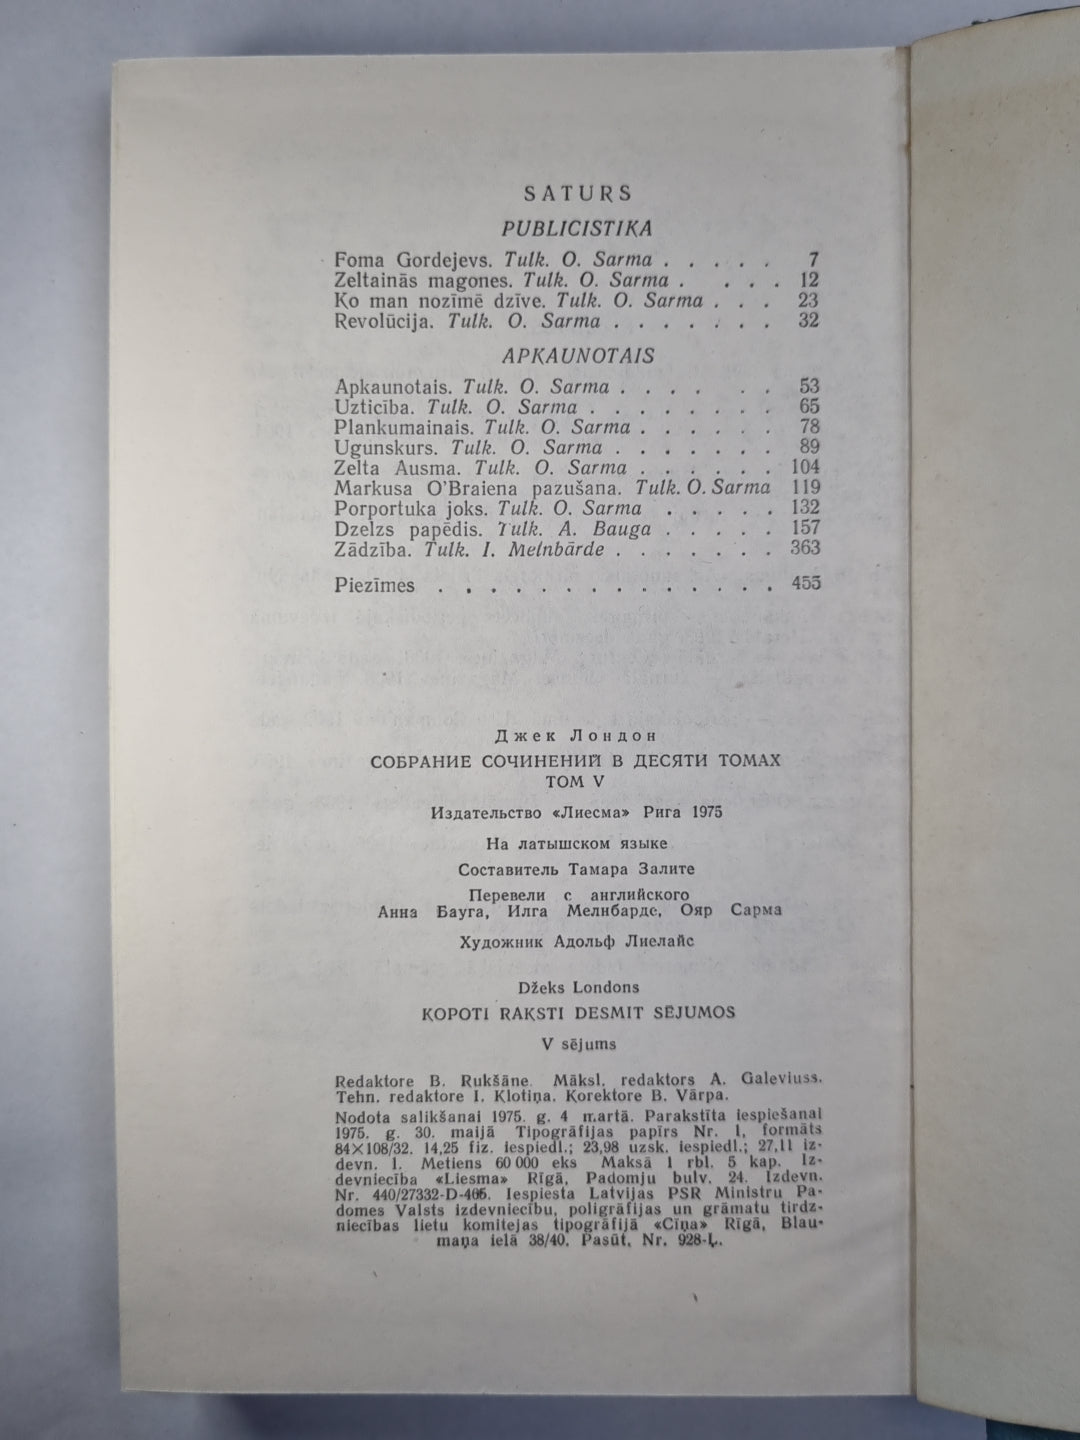 SATURS
PUBLICISTIKA
Foma Gordejevs. Tulk. O. Sarma . . . . . 7
Zeltainās magones. Tulk. O. Sarma . . . . 12
Ko man nozīmē dzīve. Tulk. O. Sarma . . . 23
Revolūcija. Tulk. O. Sarma . . . . . . . 32
APKAUNOTAIS
Apkaunotais. Tulk. O. Sarma . . . . . . 53
Uzticība. Tulk. O. Sarma . . . . . . . . 65
Plankumainais. Tulk. O. Sarma . . . . . . 78
Ugunskurs. Tulk. O. Sarma . . . . . . . 89
Zelta Ausma. Tulk. O. Sarma . . . . . . 104
Markusa O'Braiena pazušana. Tulk. O. Sarma 119
Porportuka joks. Tulk. O. Sarma . . . . . 132
Dzelzs papēdis. Tulk. A. Bauga . . . . . 157
Zādzība. Tulk. I. Melnbārde . . . . . . . 363
Piezīmes . . . . . . . . . . . . . . 455
Джек Лондон
СОБРАНИЕ СОЧИНЕНИЙ В ДЕСЯТИ ТОМАХ
ТОМ V
Издательство «Лиесма» Рига 1975
На латышском языке
Составитель Тамара Залите
Перевели с английского
Анна Бауга, Илга Мелнбарде, Ояр Сарма
Художник Адольф Лиелайс
Džeks Londons
KOPOTI RAKSTI DESMIT SĒJUMOS
V sējums
Redaktore B. Rukšāne. Māksl. redaktors A. Galeviuss.
Tehn. redaktore I. Klotiņa. Korektore B. Vārpa.
Nodota salikšanai 1975. g. 4 martā. Parakstīta iespiešanai
1975. g. 30. maijā Tipogrāfijas papīrs Nr. 1, formāts
84×108/32. 14,25 fiz. iespiedl.; 23,98 uzsk. iespiedl.; 27,11 iz-
devn. l. Metiens 60 000 eks Maksā 1 rbl. 5 kap. Iz-
devniecība «Liesma» Rīgā, Padomju bulv. 24. Izdevn.
Nr. 440/27332-D-405. Iespiesta Latvijas PSR Ministru Pa-
domes Valsts izdevniecību, poligrāfijas un grāmatu tirdz-
niecības lietu komitejas tipogrāfijā «Cīņa» Rīgā, Blau-
maņa ielā 38/40. Pasūt. Nr. 928-Ļ.